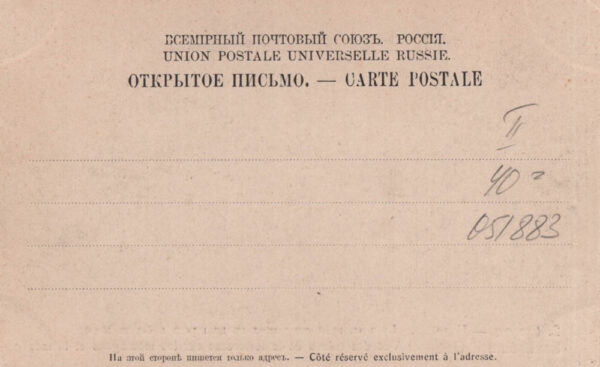 ВСЕМІРНЫЙ ПОЧТОВЫЙ СОЮЗЪ. РОССІЯ.
UNION POSTALE UNIVERSELLE RUSSIE.
ОТКРЫТОЕ ПИСЬМО. — CARTE POSTALE
II
40=
051883
На этой сторонѣ пишется только адресъ. — Côté réservé exclusivement à l'adresse.